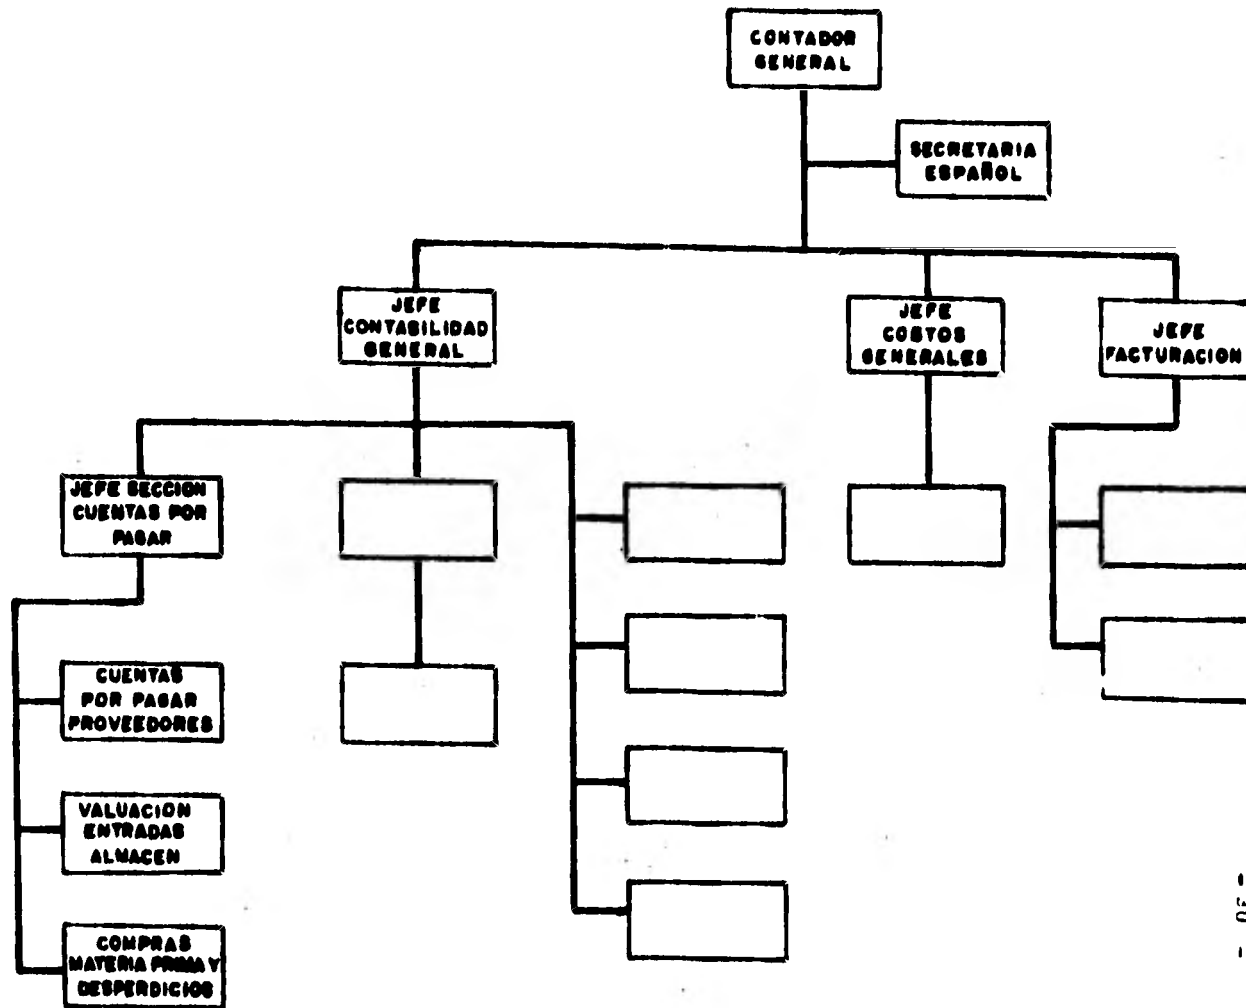 CONTADOR
GENERAL
SECRETARIA
ESPAÑOL
JEFE
CONTABILIDAD
GENERAL
JEFE
COSTOS
GENERALES
JEFE
FACTURACION
JEFE SECCION
CUENTAS POR
PAGAR
CUENTAS
POR PAGAR
PROVEEDORES
VALUACION
ENTRADAS
ALMACEN
COMPRAS
MATERIA PRIMA Y
DESPERDICIOS